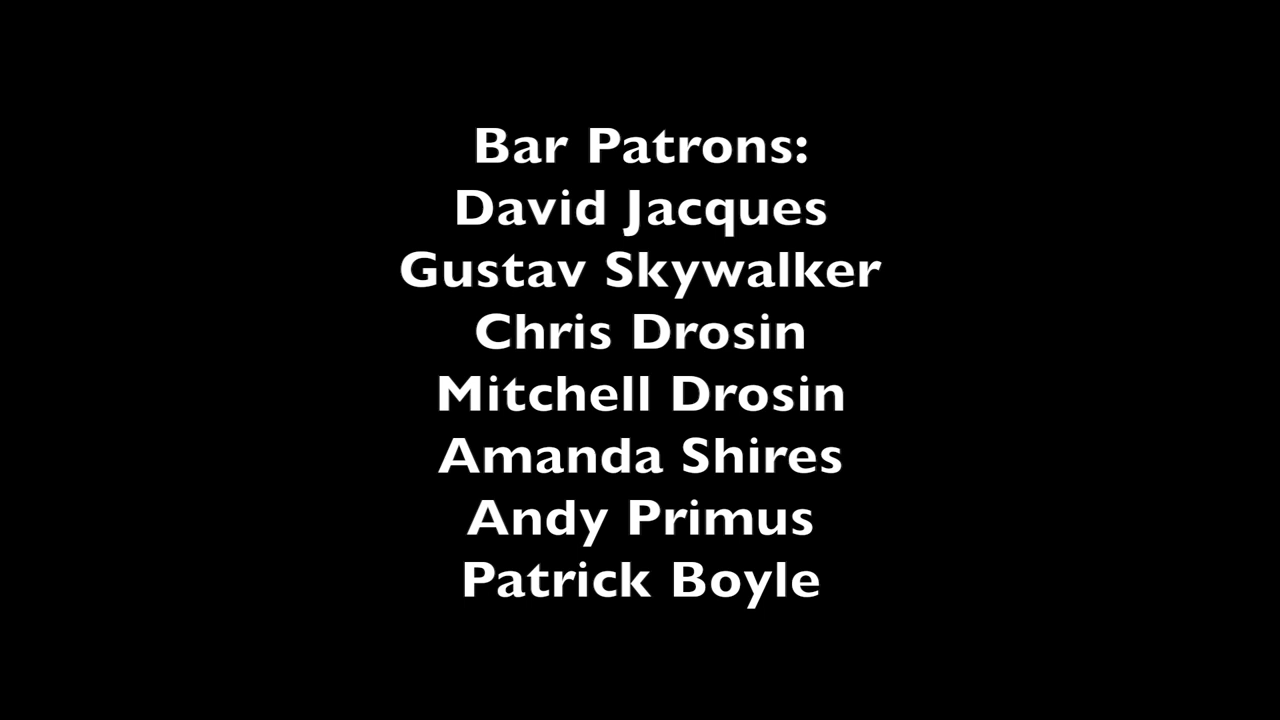 Bar Patrons:
David Jacques
Gustav Skywalker
Chris Drosin
Mitchell Drosin
Amanda Shires
Andy Primus
Patrick Boyle